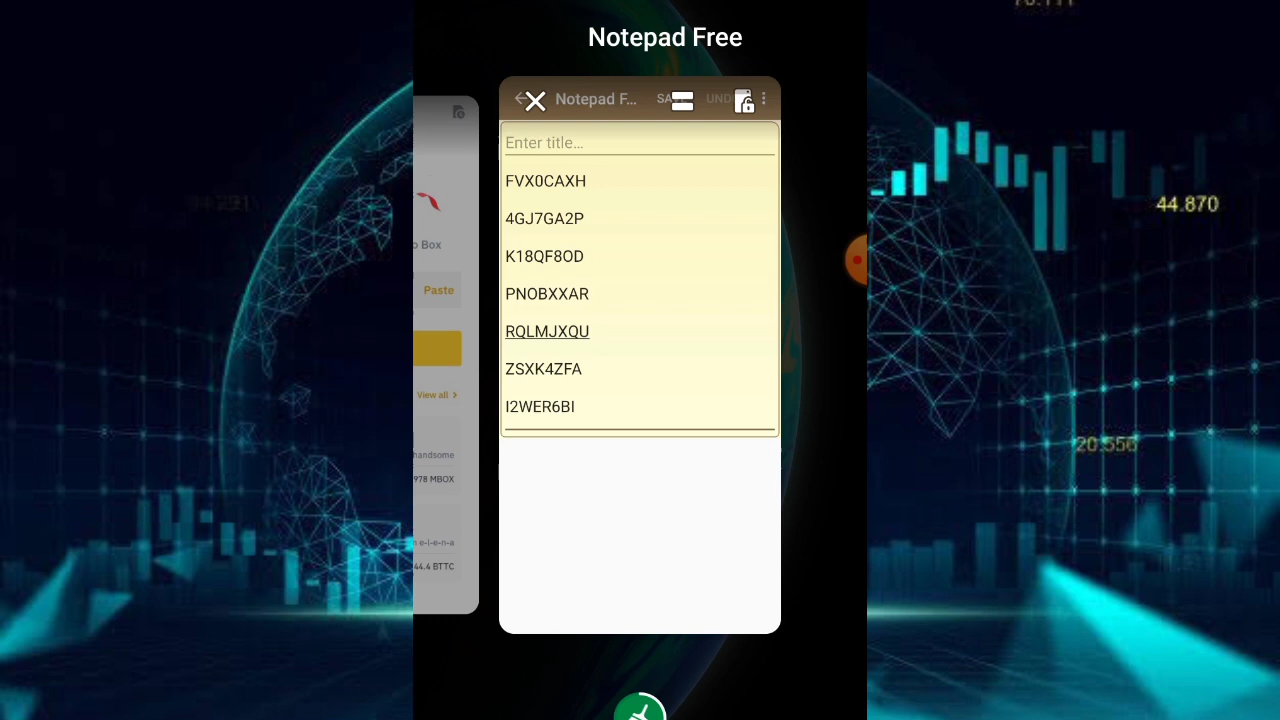 Notepad Free
Notepad F...
Enter title...
FVX0CAXH
4GJ7GA2P
K18QF8OD
PNOBXXAR
RQLMJXQU
ZSXK4ZFA
I2WER6BI
Box
Paste
View all
handsome
978 MBOX
e-l-e-n-a
44.4 BTTC
44.870
20.556